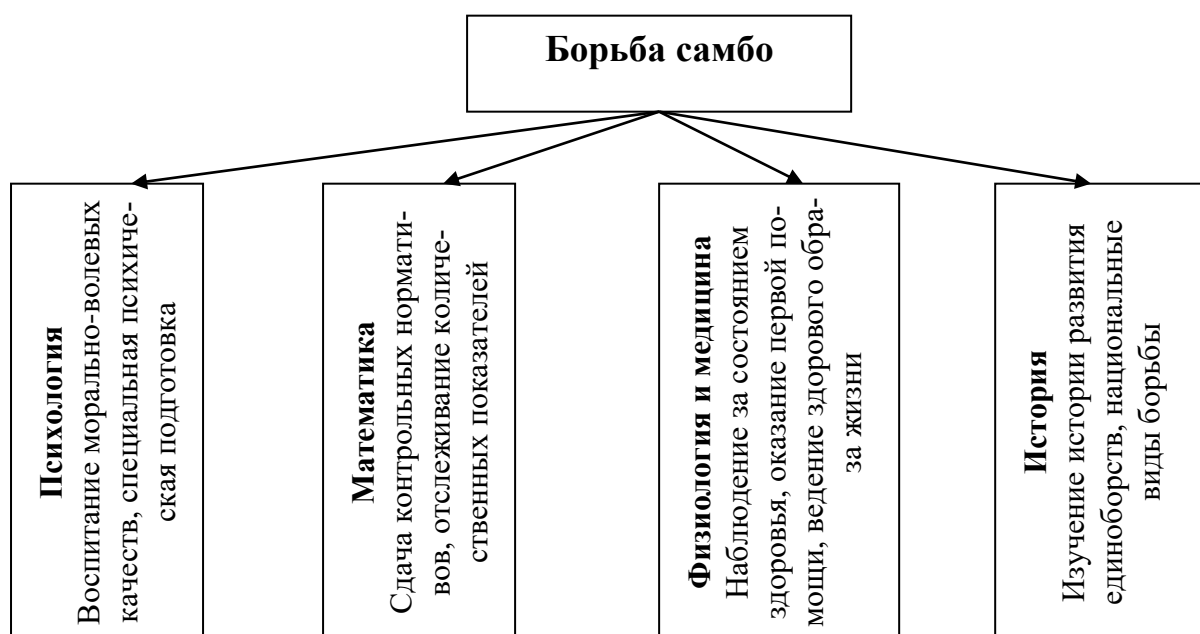 Борьба самбо
Психология
Воспитание морально-волевых
качеств, специальная психиче-
ская подготовка
Математика
Сдача контрольных нормати-
вов, отслеживание количе-
ственных показателей
Физиология и медицина
Наблюдение за состоянием
здоровья, оказание первой по-
мощи, ведение здорового обра-
за жизни
История
Изучение истории развития
единоборств, национальные
виды борьбы